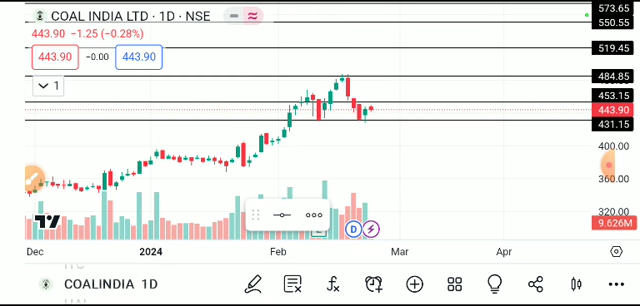 COAL INDIA LTD · 1D · NSE
443.90 −1.25 (−0.28%)
443.90 −0.00 443.90
1
573.65
550.55
519.45
484.85
453.15
443.90
431.15
400.00
360.00
320.00
9.626M
D
Dec 2024 Feb Mar Apr
COALINDIA 1D